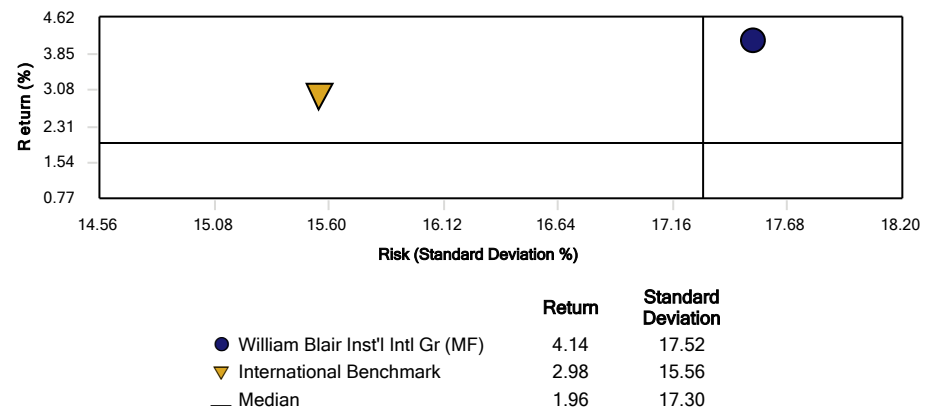 4.62
3.85
3.08
2.31
1.54
0.77
Return (%)
14.56 15.08 15.60 16.12 16.64 17.16 17.68 18.20
Risk (Standard Deviation %)
Return Standard Deviation
William Blair Inst'l Intl Gr (MF) 4.14 17.52
International Benchmark 2.98 15.56
Median 1.96 17.30